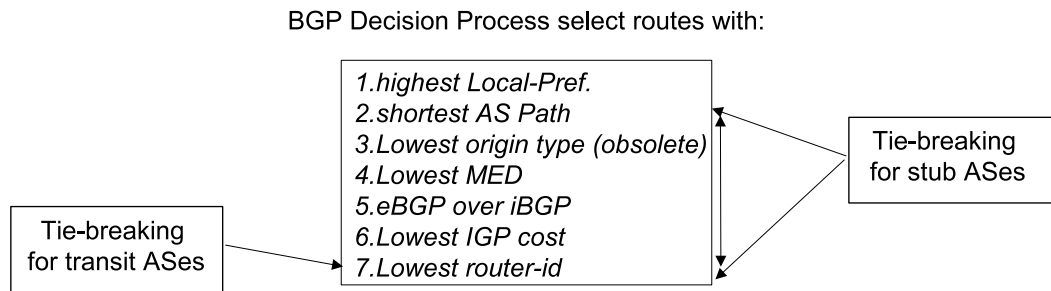 BGP Decision Process select routes with:
1.highest Local-Pref.
2.shortest AS Path
3.Lowest origin type (obsolete)
4.Lowest MED
5.eBGP over iBGP
6.Lowest IGP cost
7.Lowest router-id
Tie-breaking
for stub ASes
Tie-breaking
for transit ASes